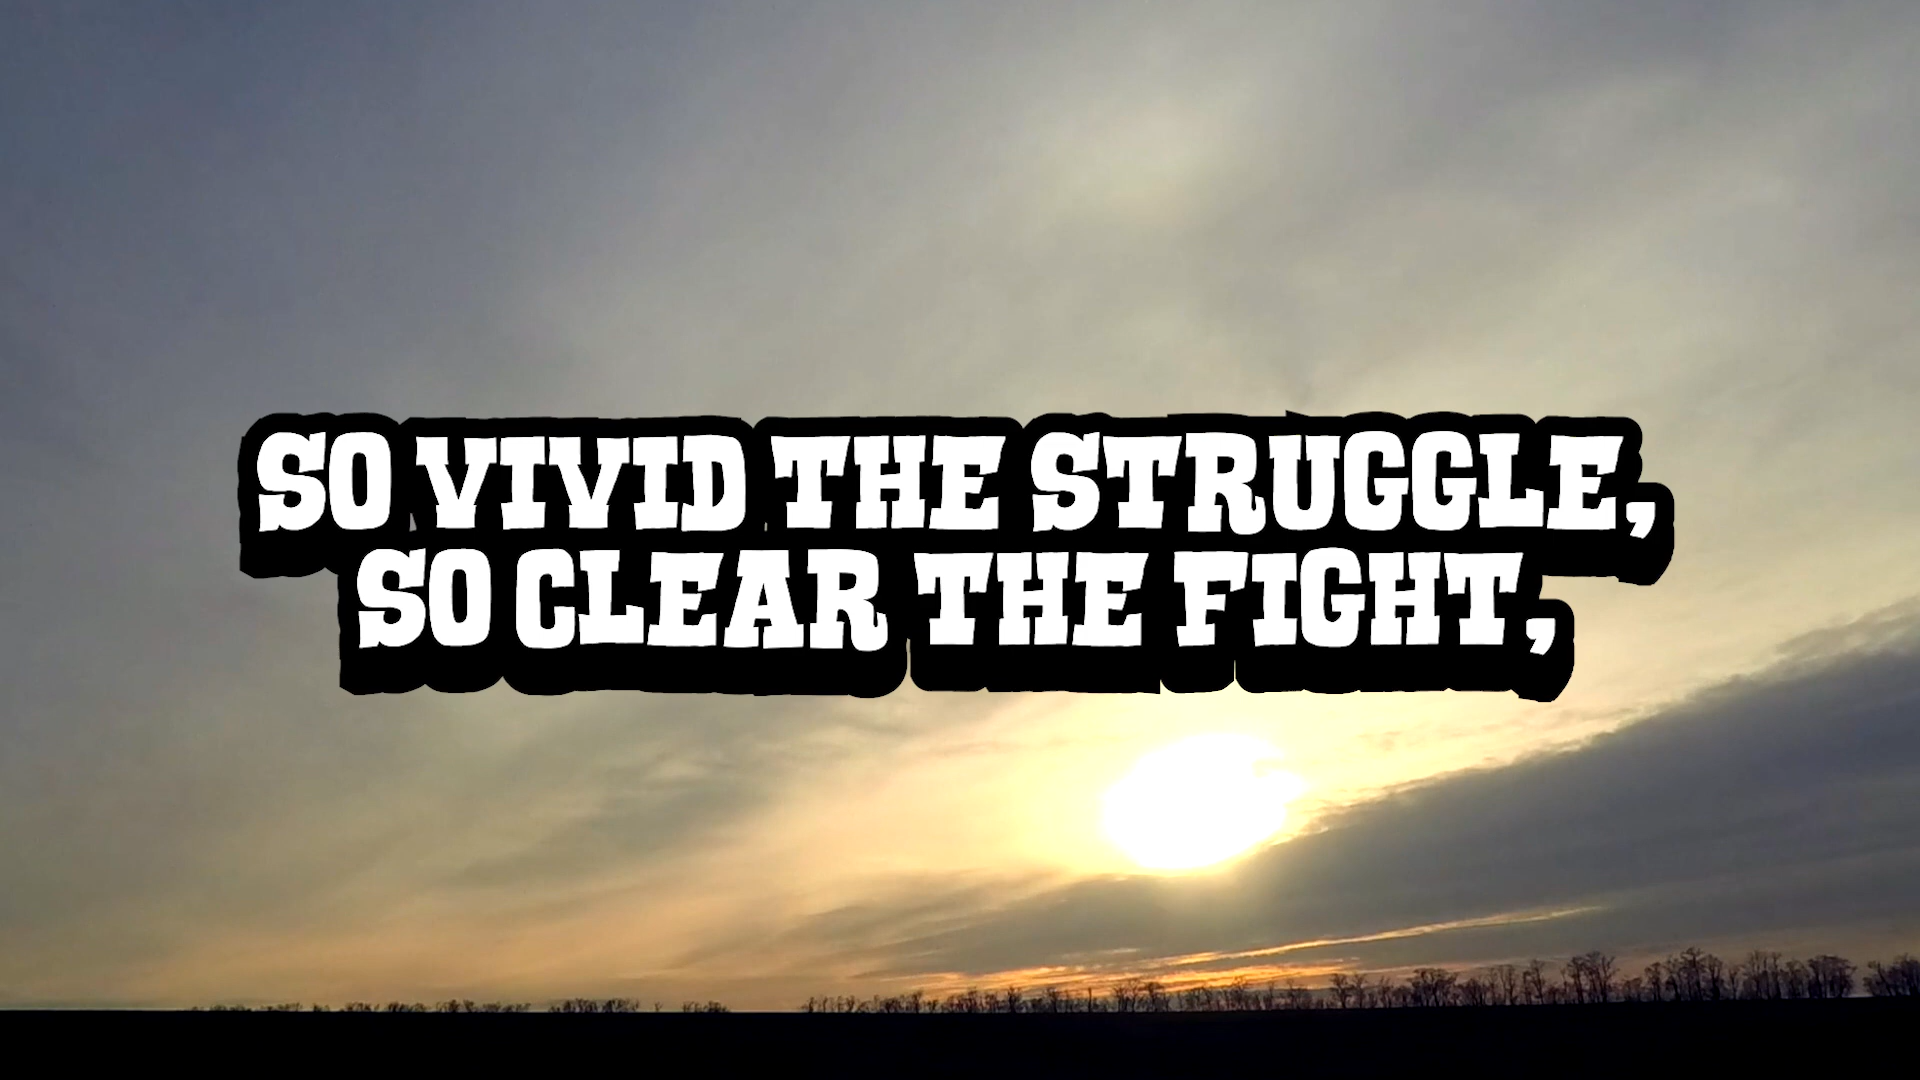 SO VIVID THE STRUGGLE,
SO CLEAR THE FIGHT,